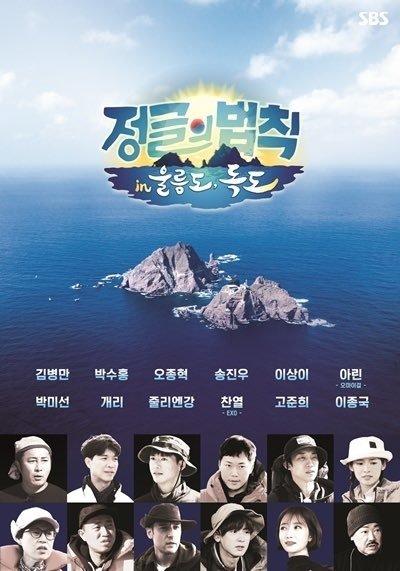 SBS
정글의 법칙
in 울릉도, 독도
김병만 박수홍 오종혁 송진우 이상이 아린
- 오마이걸 -
박미선 개리 줄리엔강 찬열 고준희 이종국
- EXO -